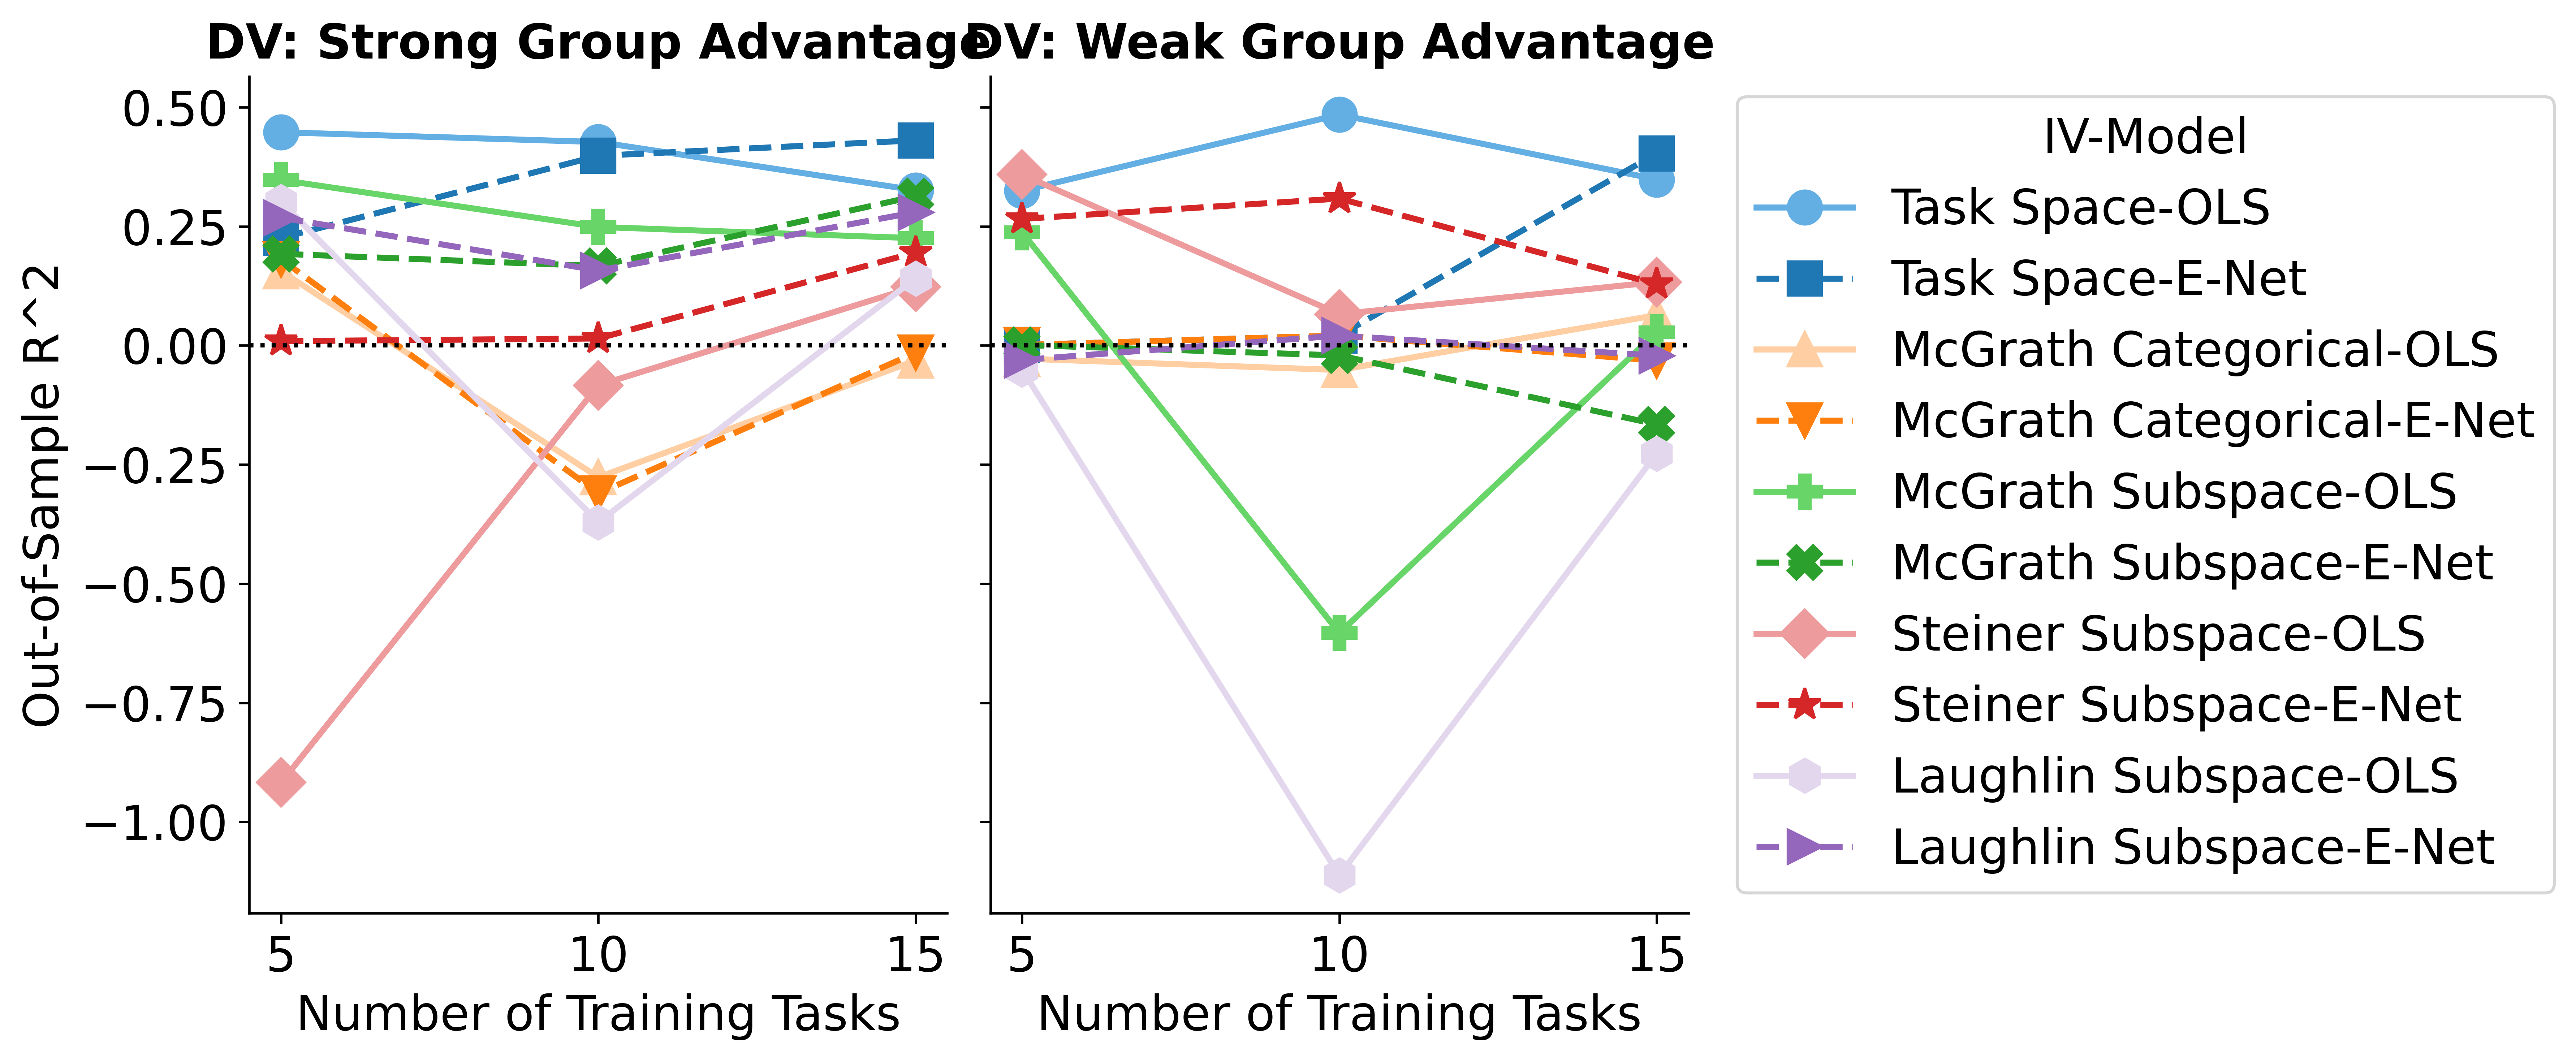 DV: Strong Group Advantage
DV: Weak Group Advantage
Out-of-Sample R^2
0.50
0.25
0.00
−0.25
−0.50
−0.75
−1.00
5 10 15
5 10 15
Number of Training Tasks
Number of Training Tasks
IV-Model
Task Space-OLS
Task Space-E-Net
McGrath Categorical-OLS
McGrath Categorical-E-Net
McGrath Subspace-OLS
McGrath Subspace-E-Net
Steiner Subspace-OLS
Steiner Subspace-E-Net
Laughlin Subspace-OLS
Laughlin Subspace-E-Net